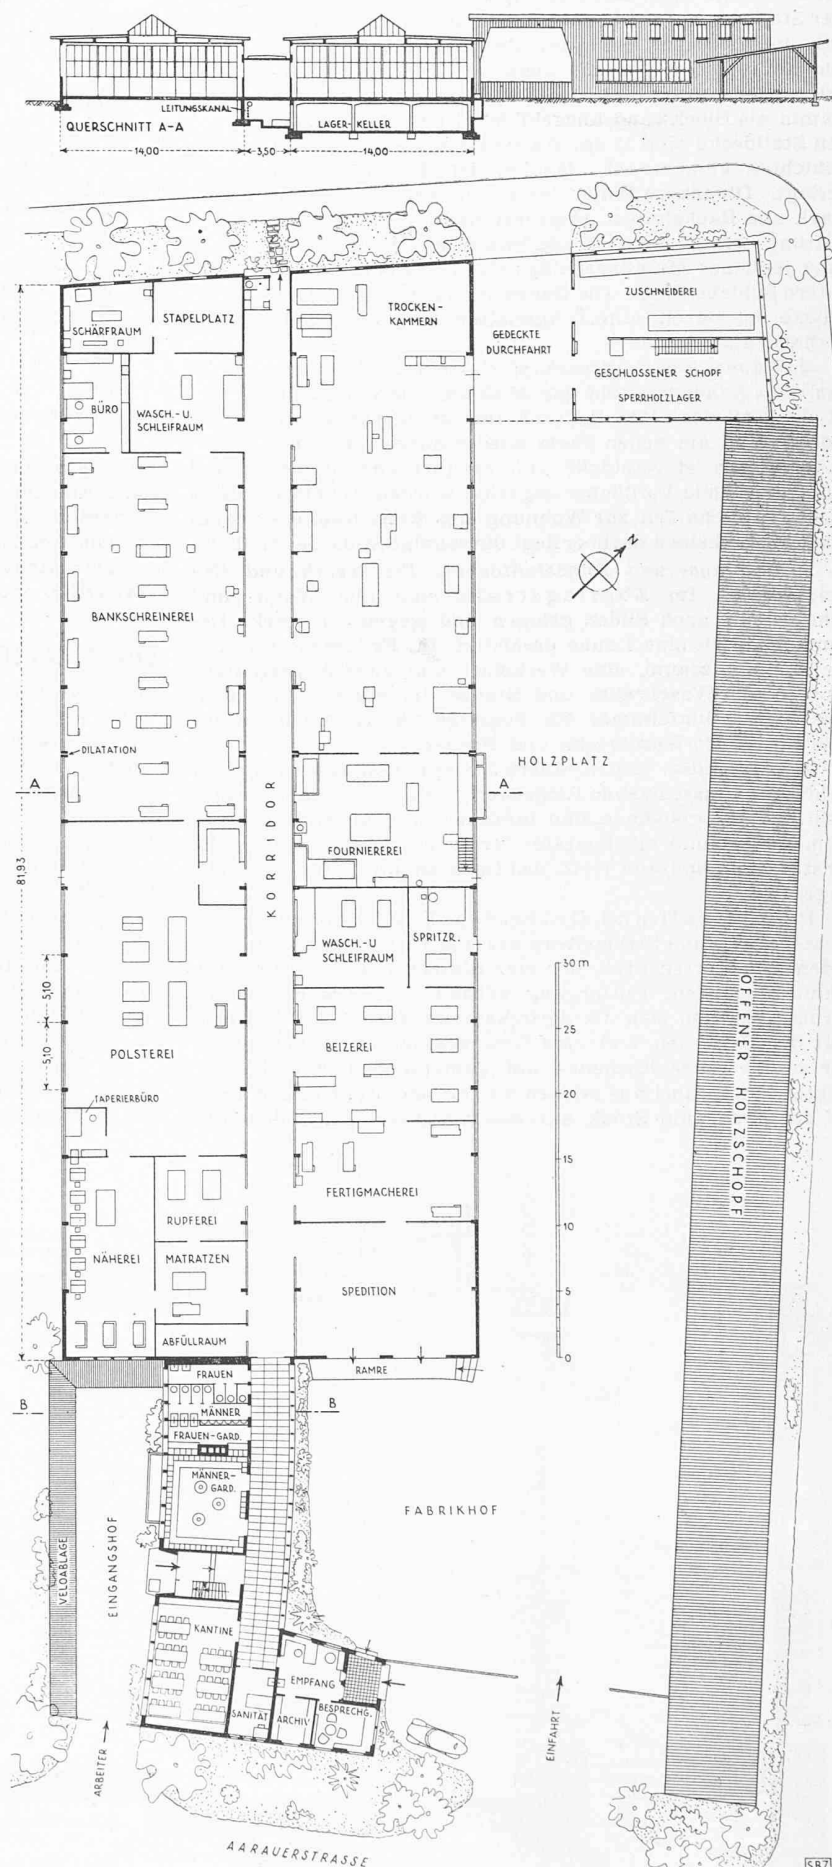 LEITUNGSKANAL
QUERSCHNITT A-A
LAGER-KELLER
14,00
3,50
14,00
SCHÄRFRAUM
STAPELPLATZ
TROCKEN-
KAMMERN
ZUSCHNEIDEREI
GEDECKTE
DURCHFAHRT
GESCHLOSSENER SCHOPF
SPERRHOLZLAGER
BÜRO
WASCH.- U.
SCHLEIFRAUM
N
BANKSCHREINEREI
DILATATION
A
A
HOLZPLATZ
KORRIDOR
81,93
FOURNIEREREI
WASCH.- U
SCHLEIFRAUM
SPRITZR.
5,10
5,10
30 m
25
20
15
10
5
0
BEIZEREI
POLSTEREI
TAPERIERBÜRO
OFFENER HOLZSCHOPF
FERTIGMACHEREI
RUPFEREI
NÄHEREI
MATRATZEN
SPEDITION
ABFÜLLRAUM
RAMRE
FRAUEN
B
B
MÄNNER
FRAUEN-GARD.
MÄNNER-
GARD.
FABRIKHOF
VELOABLAGE
EINGANGSHOF
KANTINE
EMPFANG
SANITÄT
ARCHIV
BESPRECHG.
ARBEITER
EINFAHRT
AARAUERSTRASSE
SBZ